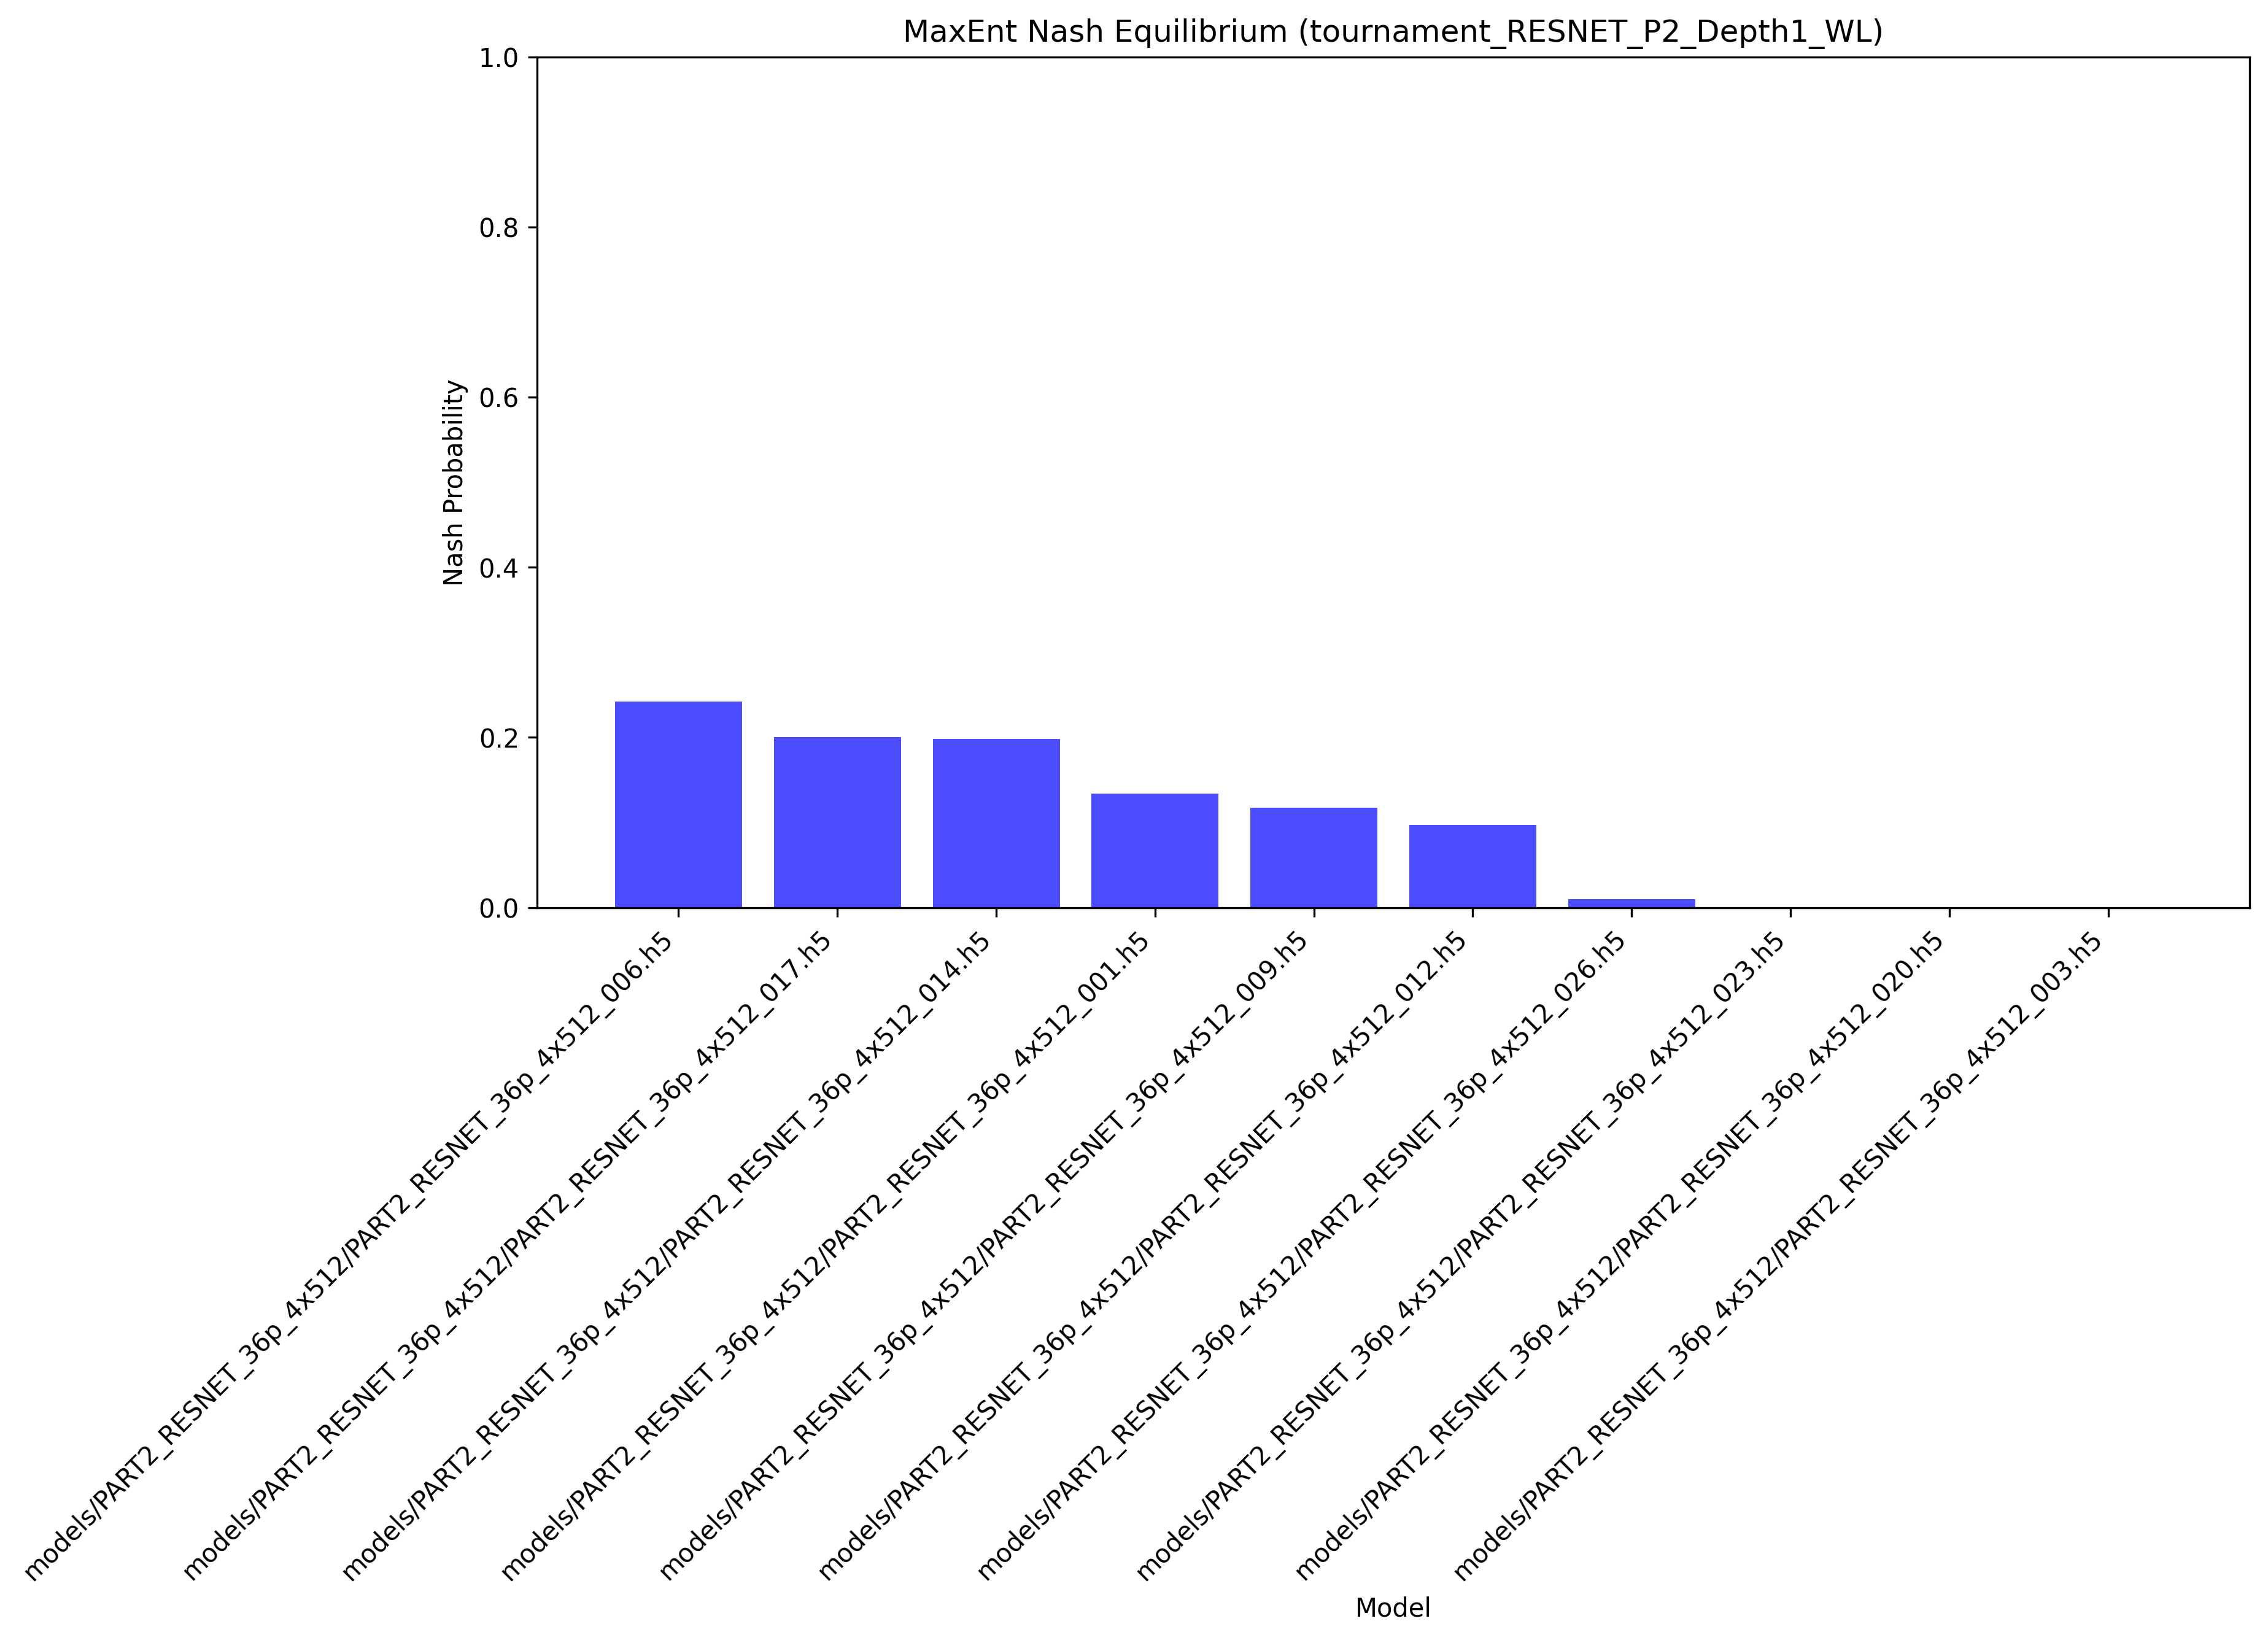 MaxEnt Nash Equilibrium (tournament_RESNET_P2_Depth1_WL)
1.0
0.8
0.6
0.4
0.2
0.0
Nash Probability
models/PART2_RESNET_36p_4x512/PART2_RESNET_36p_4x512_006.h5
models/PART2_RESNET_36p_4x512/PART2_RESNET_36p_4x512_017.h5
models/PART2_RESNET_36p_4x512/PART2_RESNET_36p_4x512_014.h5
models/PART2_RESNET_36p_4x512/PART2_RESNET_36p_4x512_001.h5
models/PART2_RESNET_36p_4x512/PART2_RESNET_36p_4x512_009.h5
models/PART2_RESNET_36p_4x512/PART2_RESNET_36p_4x512_012.h5
models/PART2_RESNET_36p_4x512/PART2_RESNET_36p_4x512_026.h5
models/PART2_RESNET_36p_4x512/PART2_RESNET_36p_4x512_023.h5
models/PART2_RESNET_36p_4x512/PART2_RESNET_36p_4x512_020.h5
models/PART2_RESNET_36p_4x512/PART2_RESNET_36p_4x512_003.h5
Model